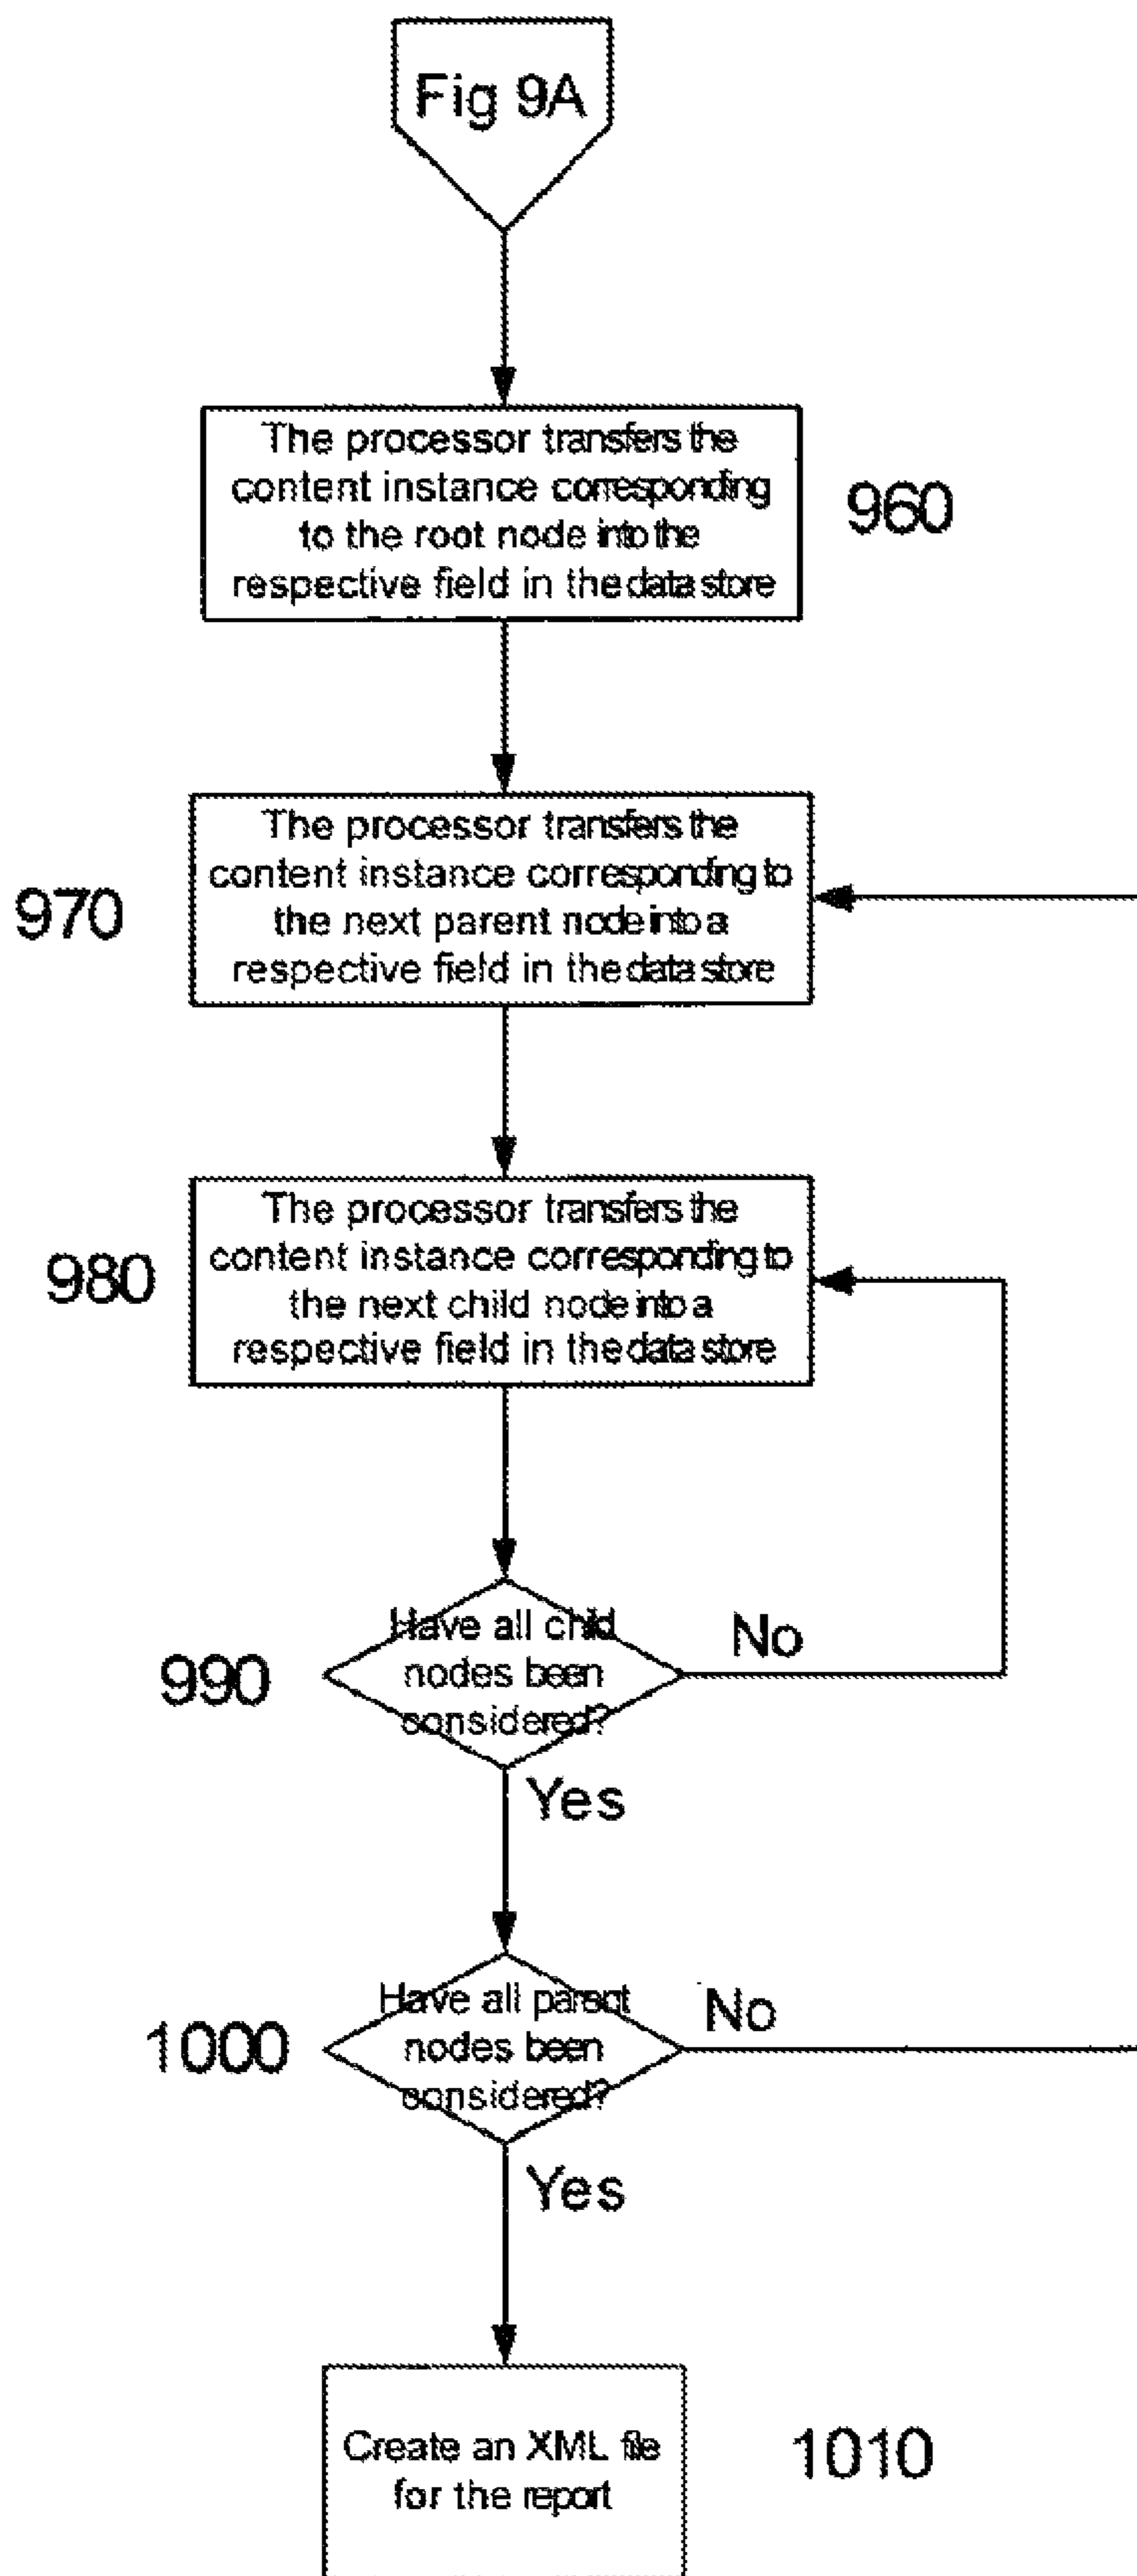 Fig 9A
The processor transfers the
content instance corresponding
to the root node into the
respective field in the data store
960
The processor transfers the
content instance corresponding to
the next parent node into a
respective field in the data store
970
The processor transfers the
content instance corresponding to
the next child node into a
respective field in the data store
980
Have all child
nodes been
considered?
990
No
Yes
Have all parent
nodes been
considered?
1000
No
Yes
Create an XML file
for the report
1010